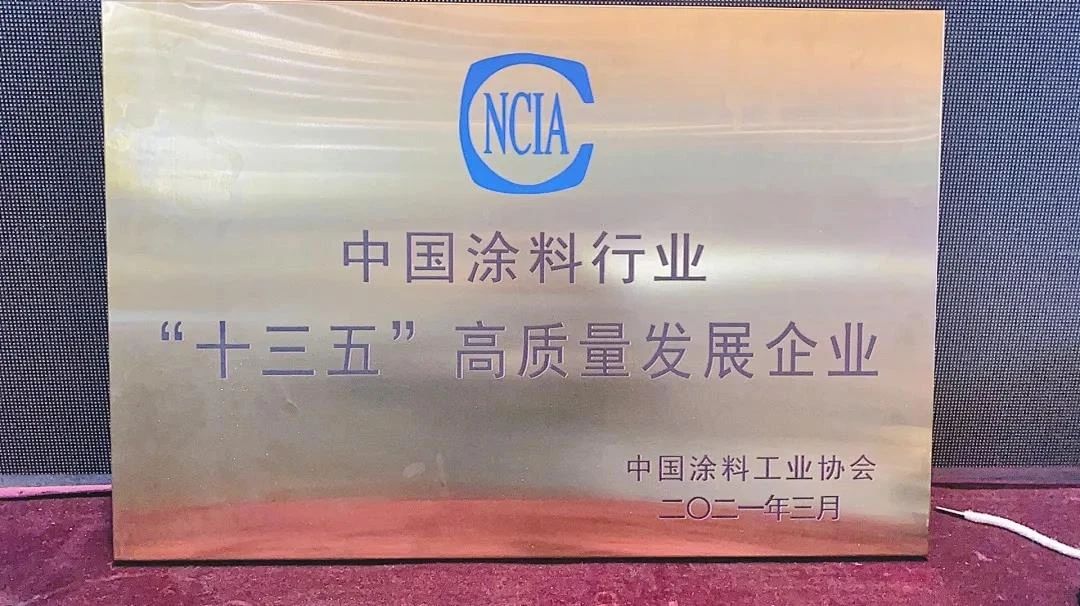 NCIA
中国涂料行业
“十三五”高质量发展企业
中国涂料工业协会
二〇二一年三月